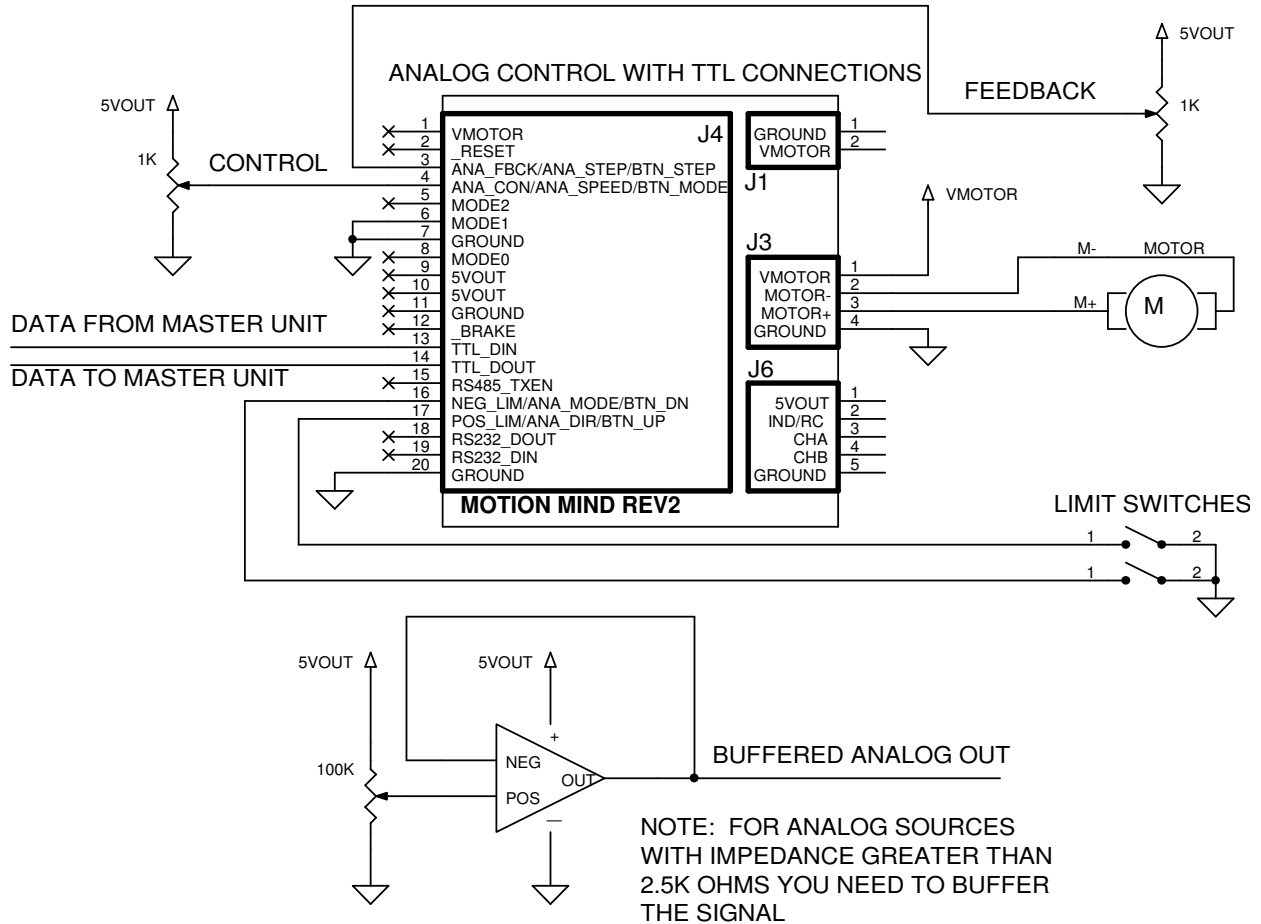 5VOUT
ANALOG CONTROL WITH TTL CONNECTIONS
FEEDBACK
1K
5VOUT
1K
CONTROL
J4
1 VMOTOR
2 _RESET
3 ANA_FBCK/ANA_STEP/BTN_STEP
4 ANA_CON/ANA_SPEED/BTN_MODE
5 MODE2
6 MODE1
7 GROUND
8 MODE0
9 5VOUT
10 5VOUT
11 GROUND
12 _BRAKE
13 TTL_DIN
14 TTL_DOUT
15 RS485_TXEN
16 NEG_LIM/ANA_MODE/BTN_DN
17 POS_LIM/ANA_DIR/BTN_UP
18 RS232_DOUT
19 RS232_DIN
20 GROUND
DATA FROM MASTER UNIT
DATA TO MASTER UNIT
GROUND 1
VMOTOR 2
J1
VMOTOR
J3
VMOTOR 1
MOTOR- 2
MOTOR+ 3
GROUND 4
M- MOTOR
M+ M
J6
5VOUT 1
IND/RC 2
CHA 3
CHB 4
GROUND 5
MOTION MIND REV2
LIMIT SWITCHES
1 2
1 2
5VOUT
5VOUT
+
100K
NEG
POS
OUT
—
BUFFERED ANALOG OUT
NOTE: FOR ANALOG SOURCES
WITH IMPEDANCE GREATER THAN
2.5K OHMS YOU NEED TO BUFFER
THE SIGNAL